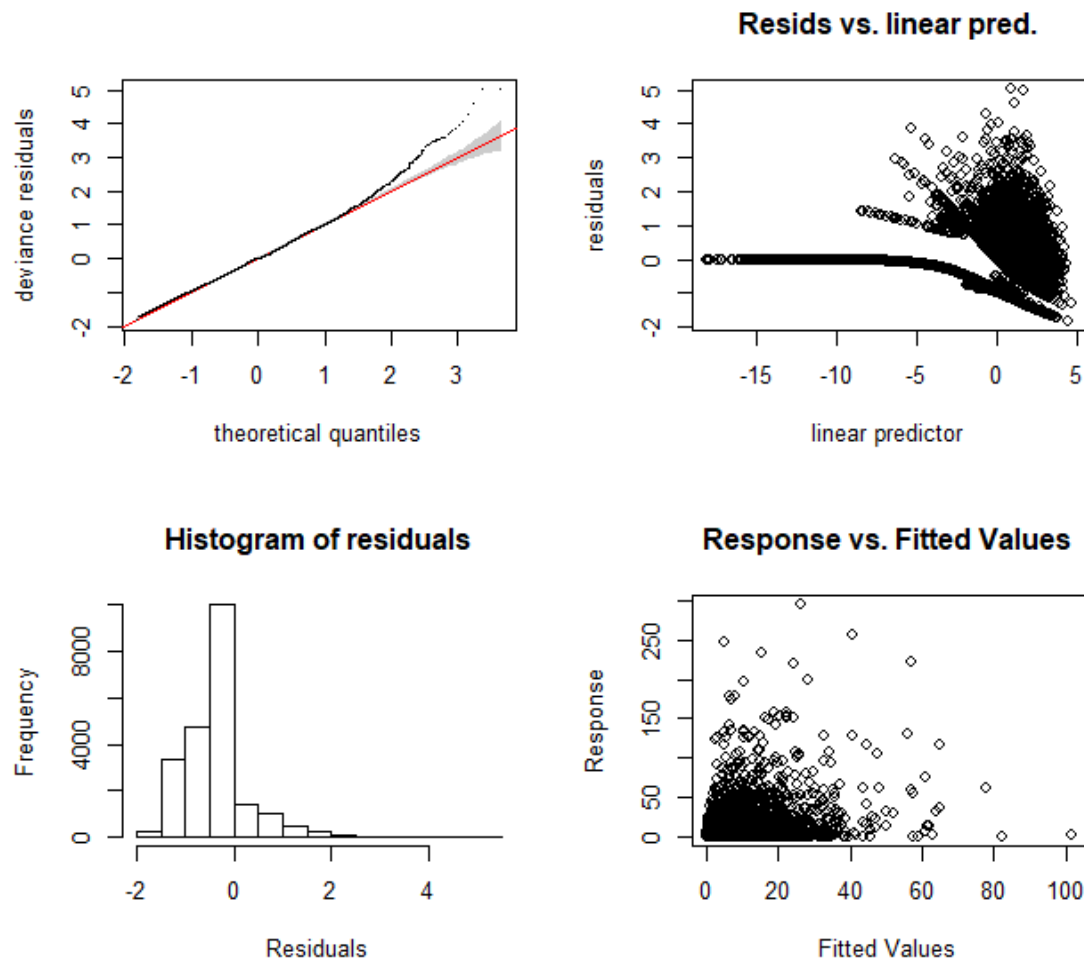 deviance residuals
5
4
3
2
1
0
-2
-2 -1 0 1 2 3
theoretical quantiles
Resids vs. linear pred.
residuals
5
4
3
2
1
0
-2
-15 -10 -5 0 5
linear predictor
Histogram of residuals
Frequency
8000
4000
0
-2 0 2 4
Residuals
Response vs. Fitted Values
Response
250
150
50
0
0 20 40 60 80 100
Fitted Values